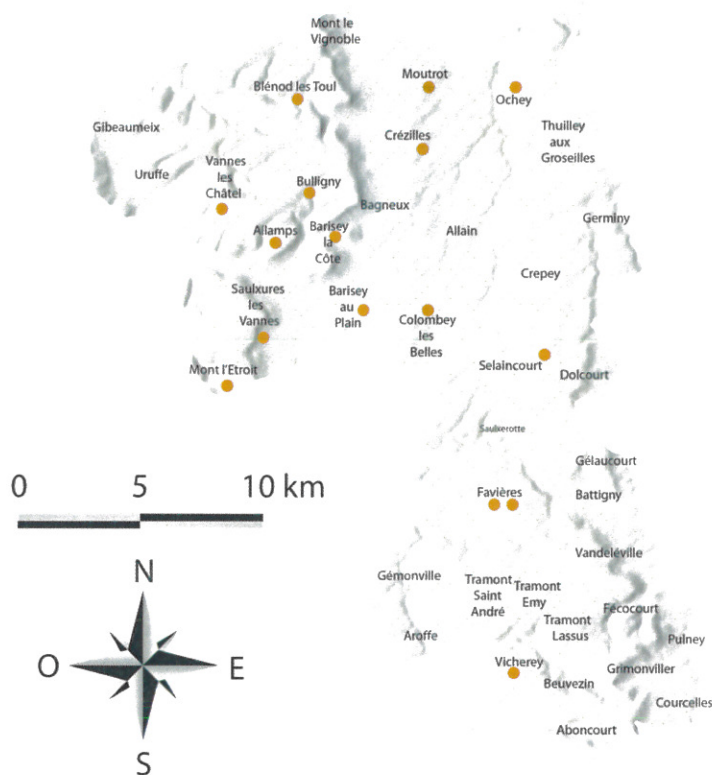 Mont le
Vignoble
Blénod les Toul
Moutrot
Ochey
Gibeaumeix
Crézilles
Thuilley
aux
Groseilles
Uruffe
Vannes
les
Châtel
Bulligny
Bagneux
Germiny
Allamps
Barisey
la
Côte
Allain
Crepey
Saulxures
les
Vannes
Barisey
au
Plain
Colombey
les
Belles
Mont l'Etroit
Selaincourt
Dolcourt
Saulxerotte
Gélaucourt
Favières
Battigny
0 5 10 km
Vandeléville
Gémonville
Tramont
Saint
André
Tramont
Emy
Fécocourt
N
Aroffe
Tramont
Lassus
Pulney
O E
Vicherey
Grimonviller
Beuvezin
Courcelles
S
Aboncourt